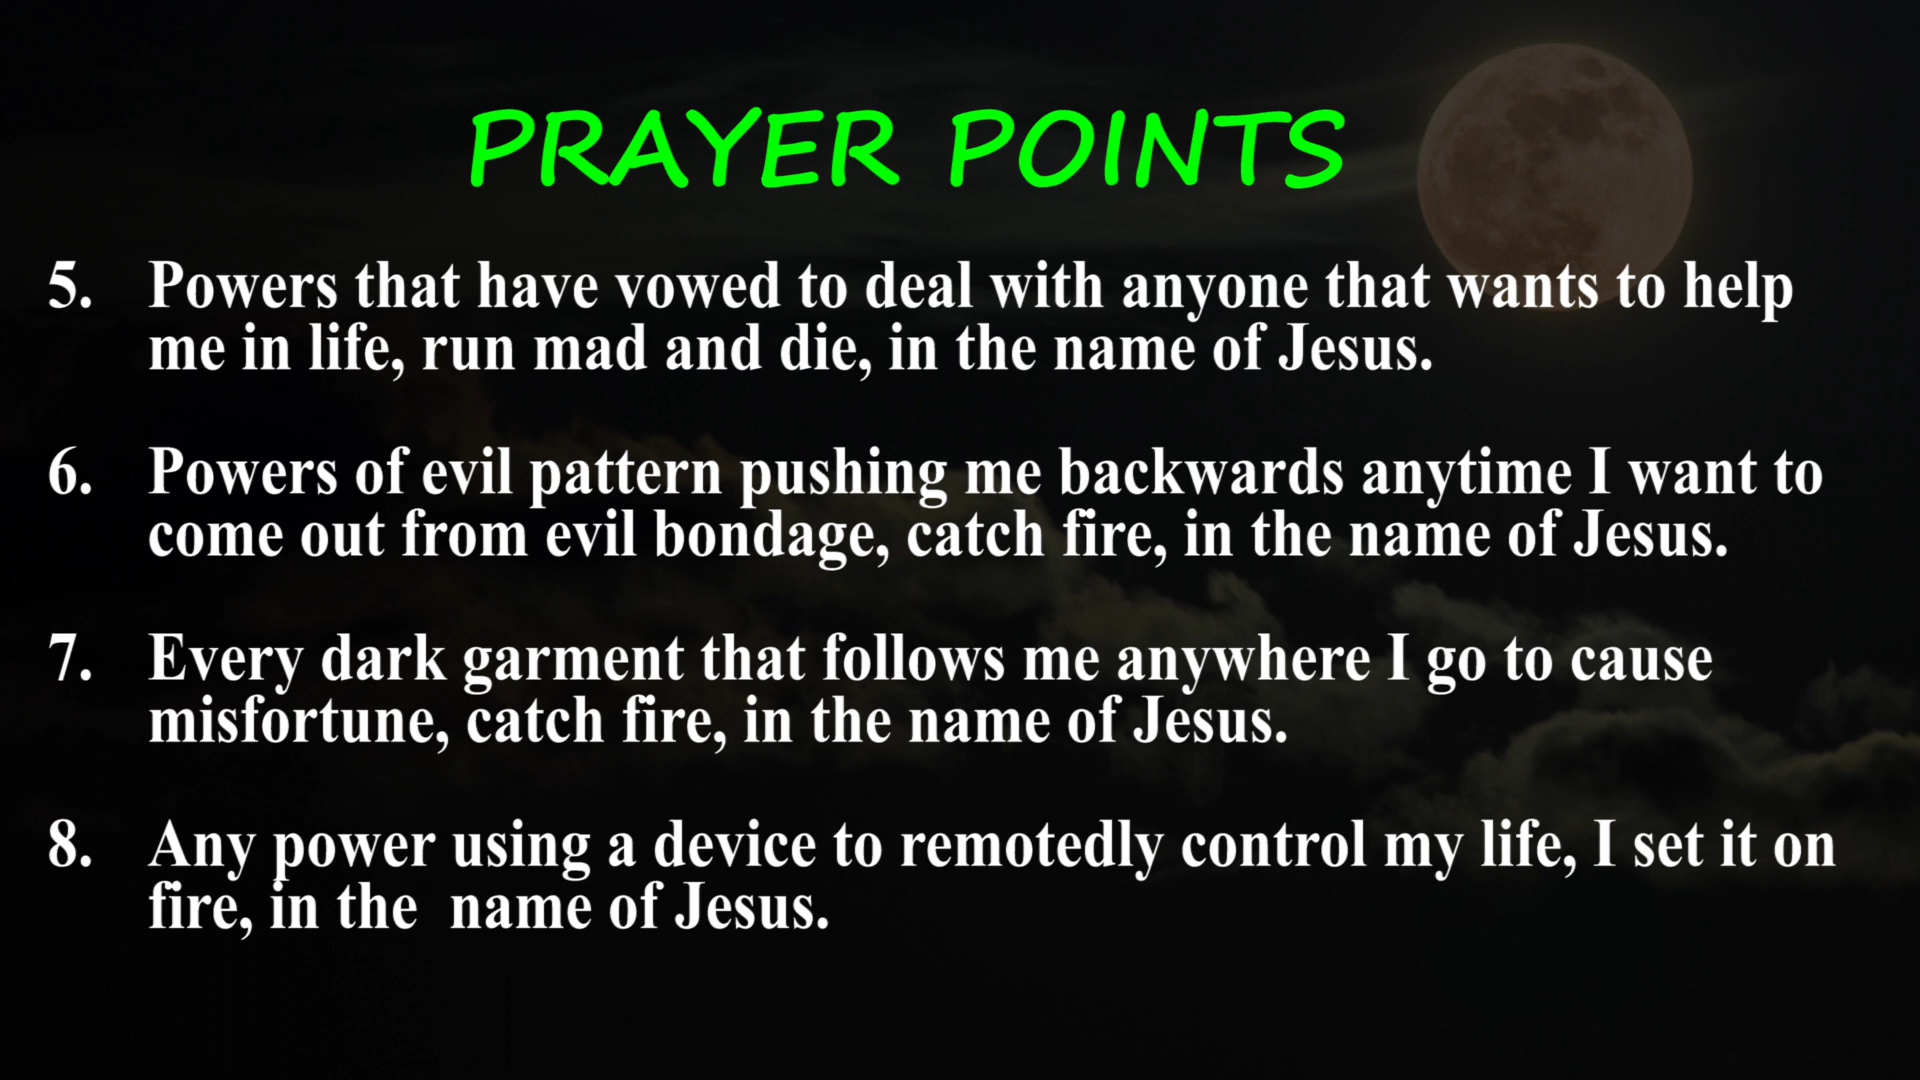 PRAYER POINTS
5. Powers that have vowed to deal with anyone that wants to help
me in life, run mad and die, in the name of Jesus.
6. Powers of evil pattern pushing me backwards anytime I want to
come out from evil bondage, catch fire, in the name of Jesus.
7. Every dark garment that follows me anywhere I go to cause
misfortune, catch fire, in the name of Jesus.
8. Any power using a device to remotedly control my life, I set it on
fire, in the  name of Jesus.